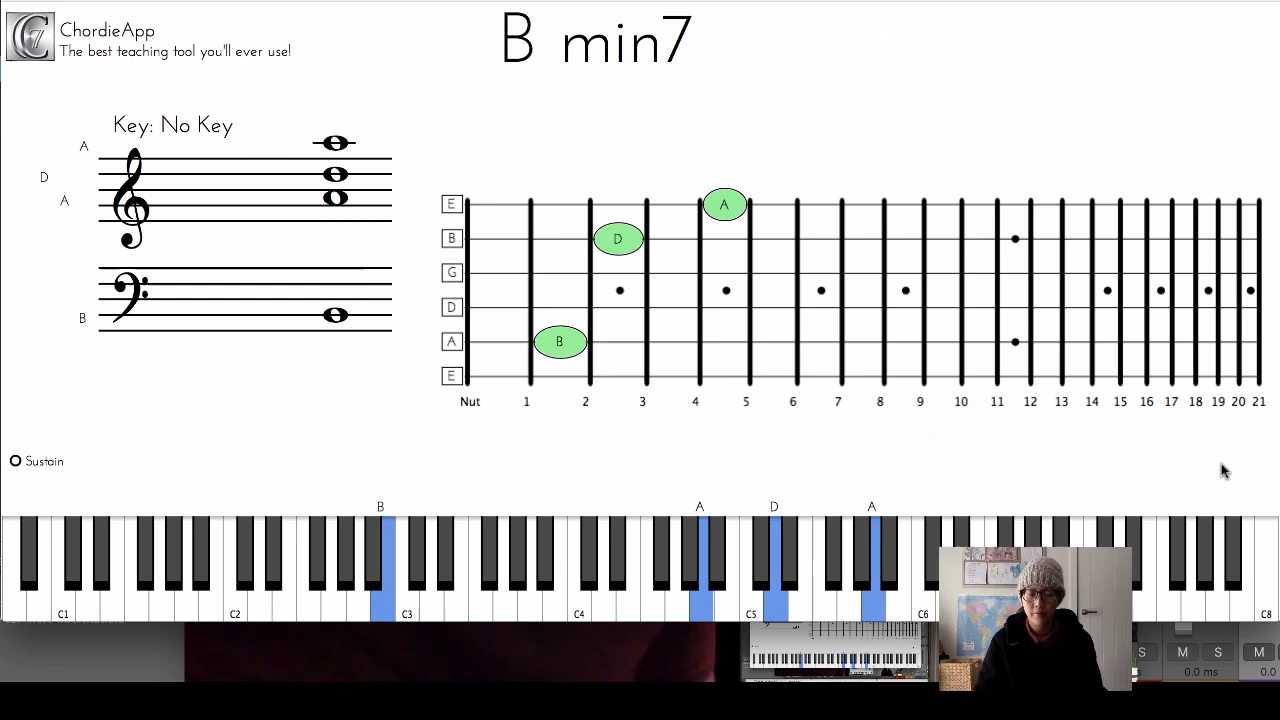 ChordieApp
The best teaching tool you'll ever use!
B min7
Key: No Key
A
D
A
B
E
B
G
D
A
E
A
D
B
Nut 1 2 3 4 5 6 7 8 9 10 11 12 13 14 15 16 17 18 19 20 21
Sustain
B A D A
C1 C2 C3 C4 C5 C6 C8
S M S M
0.0 ms 0.0